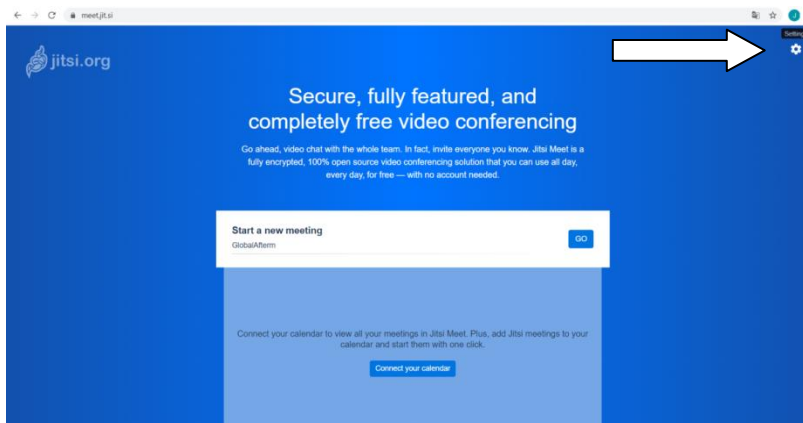 meet.jit.si
J
Setting
jitsi.org
Secure, fully featured, and
completely free video conferencing
Go ahead, video chat with the whole team. In fact, invite everyone you know. Jitsi Meet is a
fully encrypted, 100% open source video conferencing solution that you can use all day,
every day, for free — with no account needed.
Start a new meeting
GlobalAfterm
GO
Connect your calendar to view all your meetings in Jitsi Meet. Plus, add Jitsi meetings to your
calendar and start them with one click.
Connect your calendar